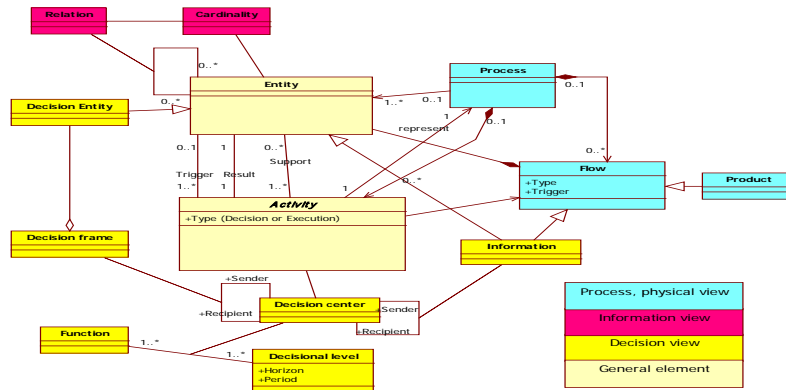 Relation
Cardinality
0..*
Entity
Process
Decision Entity
0..*
1..*
0..1
0..1
0..1
1
0..1
represent
0..1
1
0..*
0..*
Support
Trigger
Result
Flow
+Type
+Trigger
Product
1..*
1
1..*
1
0..*
Activity
+Type (Decision or Execution)
Decision frame
Information
+Sender
Decision center
+Sender
+Recipient
+Recipient
Function
1..*
1..*
Decisional level
+Horizon
+Period
Process, physical view
Information view
Decision view
General element